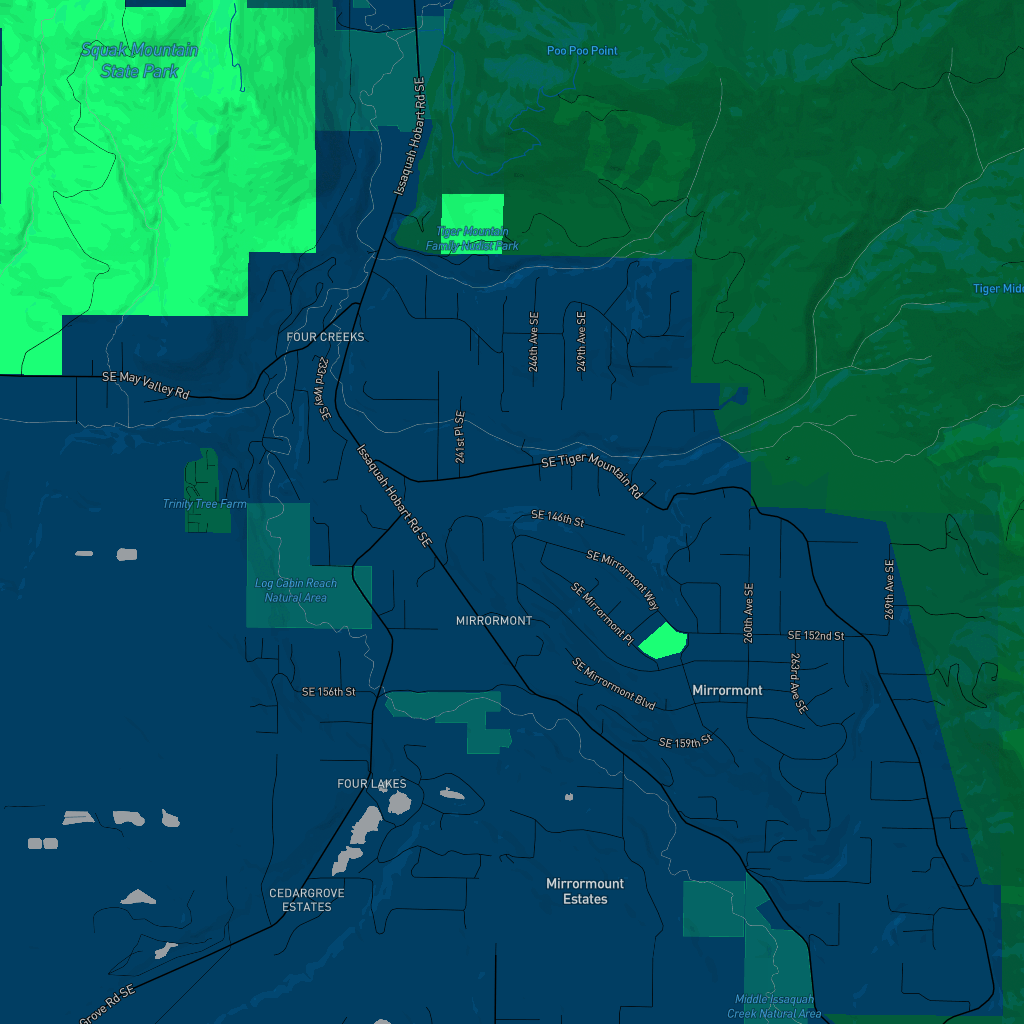 Squak Mountain
State Park
Poo Poo Point
Issaquah Hobart Rd SE
Tiger Mountain
Family Nudist Park
FOUR CREEKS
246th Ave SE
249th Ave SE
SE May Valley Rd
233rd Way SE
241st Pl SE
SE Tiger Mountain Rd
Issaquah Hobart Rd SE
Trinity Tree Farm
SE 146th St
SE Mirrormont Way
Log Cabin Reach
Natural Area
SE Mirrormont Pl
260th Ave SE
269th Ave SE
MIRRORMONT
SE 152nd St
SE Mirrormont Blvd
263rd Ave SE
SE 156th St
Mirrormont
SE 159th St
FOUR LAKES
CEDARGROVE
ESTATES
Mirrormount
Estates
Grove Rd SE
Middle Issaquah
Creek Natural Area